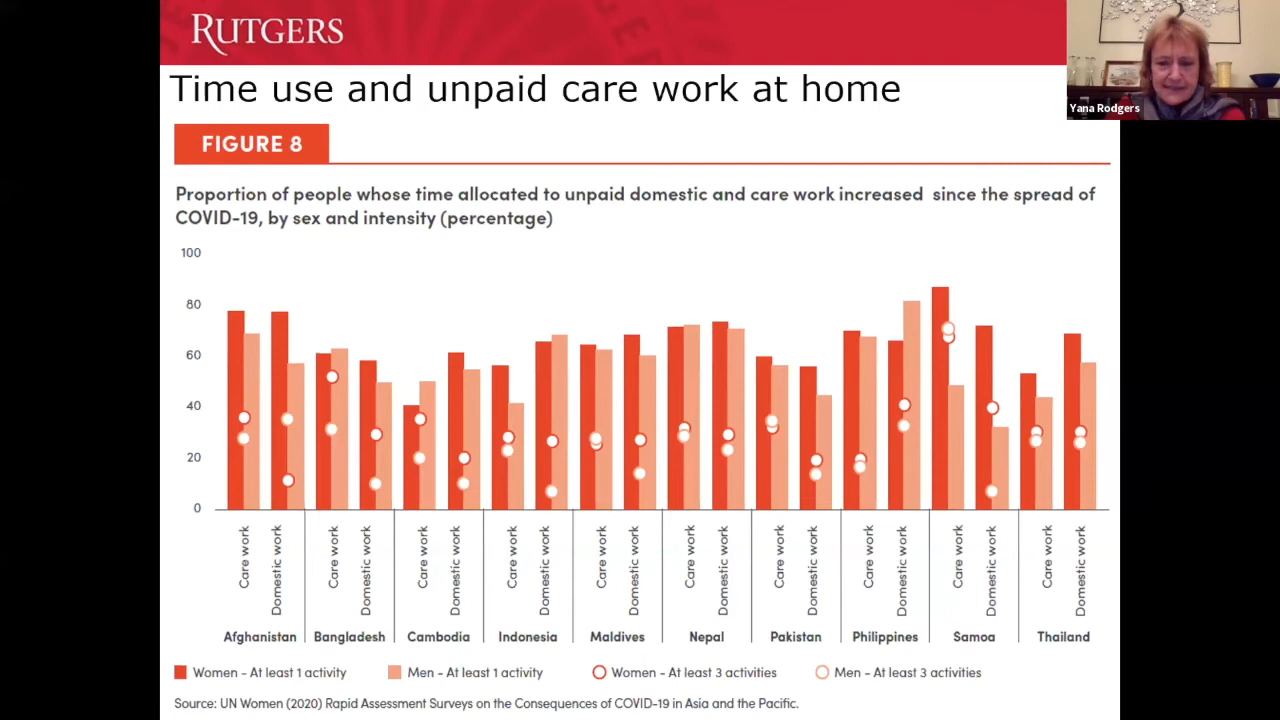 RUTGERS
Yana Rodgers
Time use and unpaid care work at home
FIGURE 8
Proportion of people whose time allocated to unpaid domestic and care work increased since the spread of
COVID-19, by sex and intensity (percentage)
100
80
60
40
20
0
Care work
Domestic work
Care work
Domestic work
Care work
Domestic work
Care work
Domestic work
Care work
Domestic work
Care work
Domestic work
Care work
Domestic work
Care work
Domestic work
Care work
Domestic work
Care work
Domestic work
Afghanistan Bangladesh Cambodia Indonesia Maldives Nepal Pakistan Philippines Samoa Thailand
Women - At least 1 activity Men - At least 1 activity Women - At least 3 activities Men - At least 3 activities
Source: UN Women (2020) Rapid Assessment Surveys on the Consequences of COVID-19 in Asia and the Pacific.